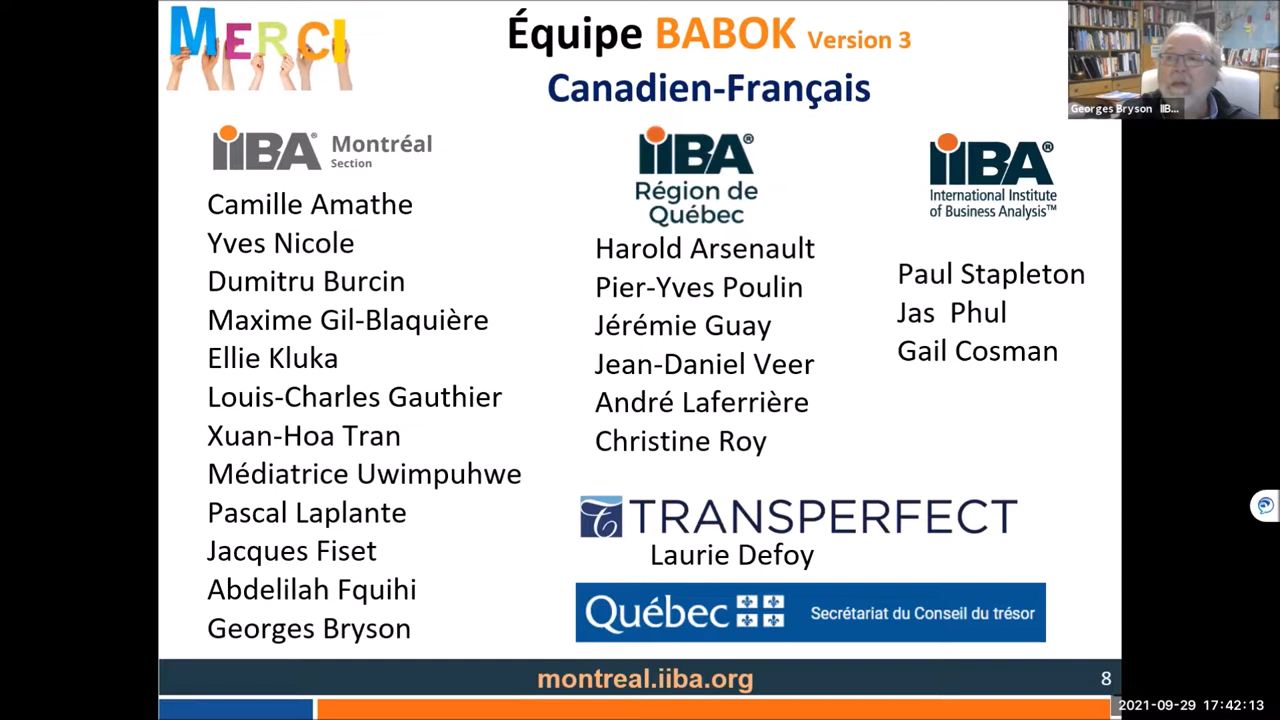 MERCI
Équipe BABOK Version 3
Canadien-Français
Georges Bryson IIB...
iiBA® Montréal
Section
Camille Amathe
Yves Nicole
Dumitru Burcin
Maxime Gil-Blaquière
Ellie Kluka
Louis-Charles Gauthier
Xuan-Hoa Tran
Médiatrice Uwimpuhwe
Pascal Laplante
Jacques Fiset
Abdelilah Fquihi
Georges Bryson
iiBA®
Région de
Québec
Harold Arsenault
Pier-Yves Poulin
Jérémie Guay
Jean-Daniel Veer
André Laferrière
Christine Roy
iiBA®
International Institute
of Business Analysis™
Paul Stapleton
Jas Phul
Gail Cosman
TRANSPERFECT
Laurie Defoy
Québec Secrétariat du Conseil du trésor
montreal.iiba.org
8
2021-09-29 17:42:13